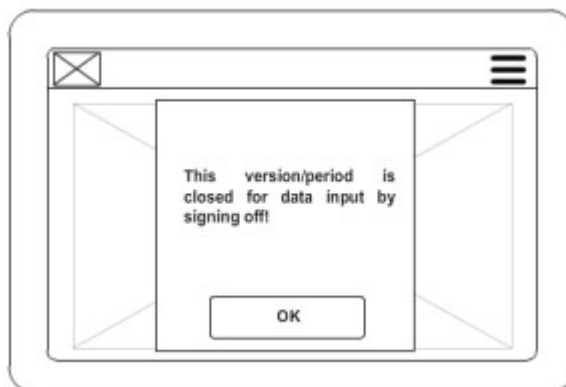 This version/period is
closed for data input by
signing off!
OK